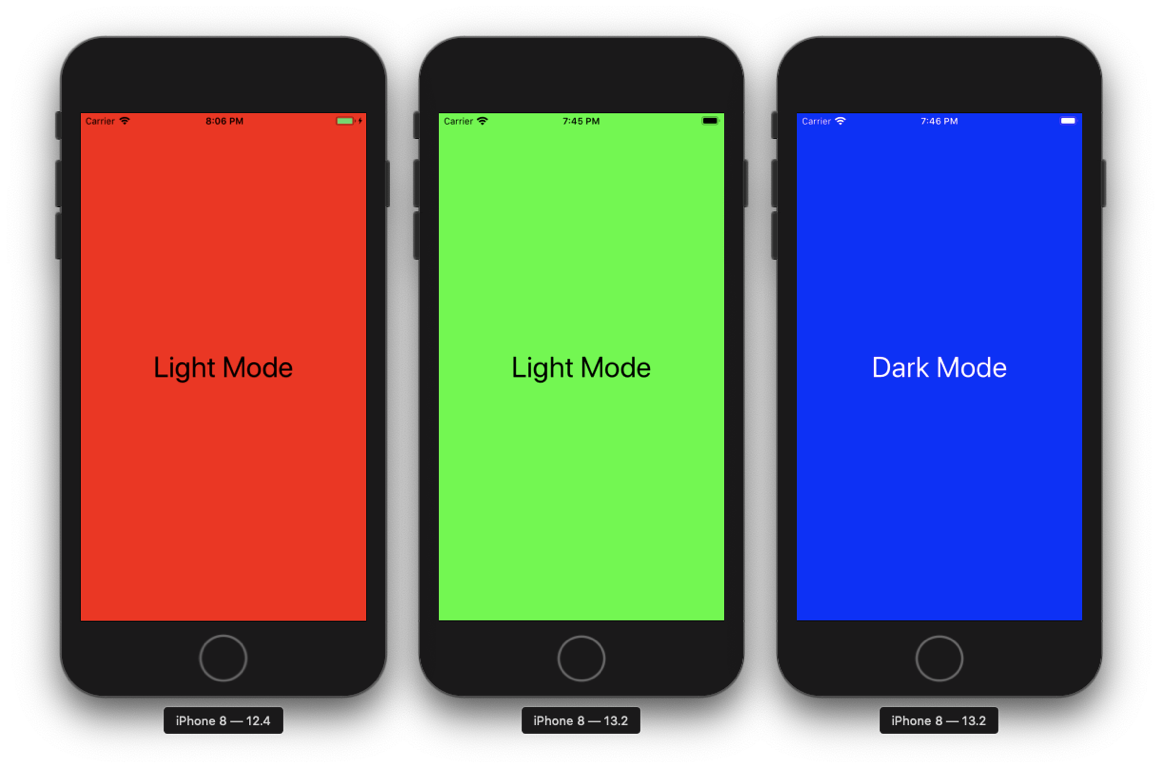 Carrier 8:06 PM
Light Mode
iPhone 8 — 12.4
Carrier 7:45 PM
Light Mode
iPhone 8 — 13.2
Carrier 7:46 PM
Dark Mode
iPhone 8 — 13.2